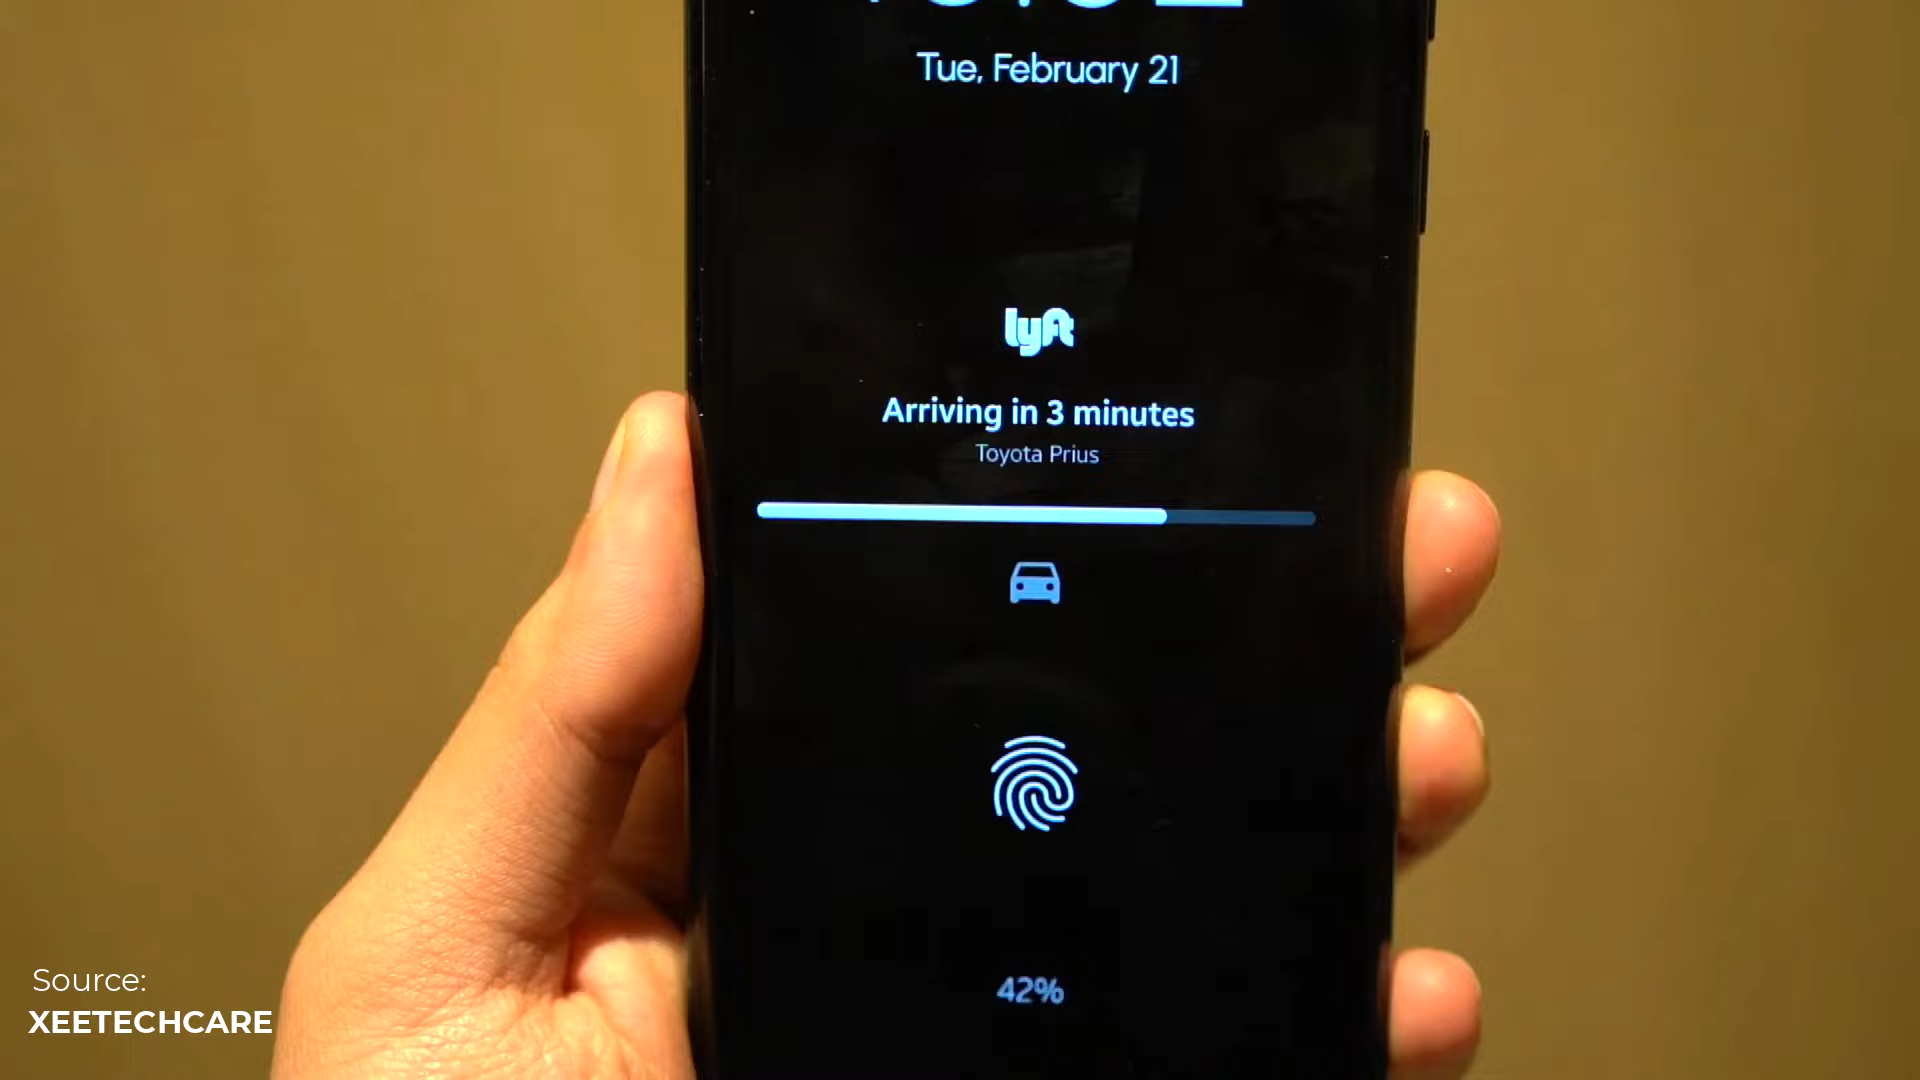 Tue, February 21
lyft
Arriving in 3 minutes
Toyota Prius
42%
Source:
XEETECHCARE